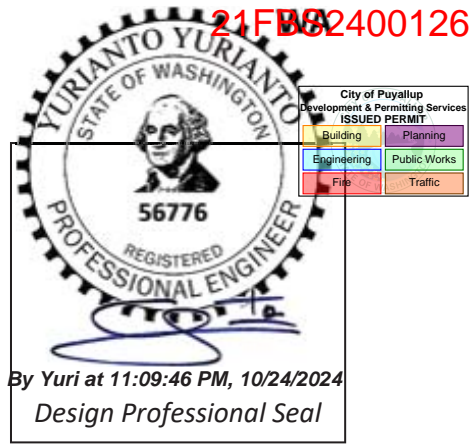 YURIANTO YURIANTO
STATE OF WASHINGTON
56776
REGISTERED
PROFESSIONAL ENGINEER
City of Puyallup
Development & Permitting Services
ISSUED PERMIT
Building Planning
Engineering Public Works
Fire Traffic
By Yuri at 11:09:46 PM, 10/24/2024
Design Professional Seal